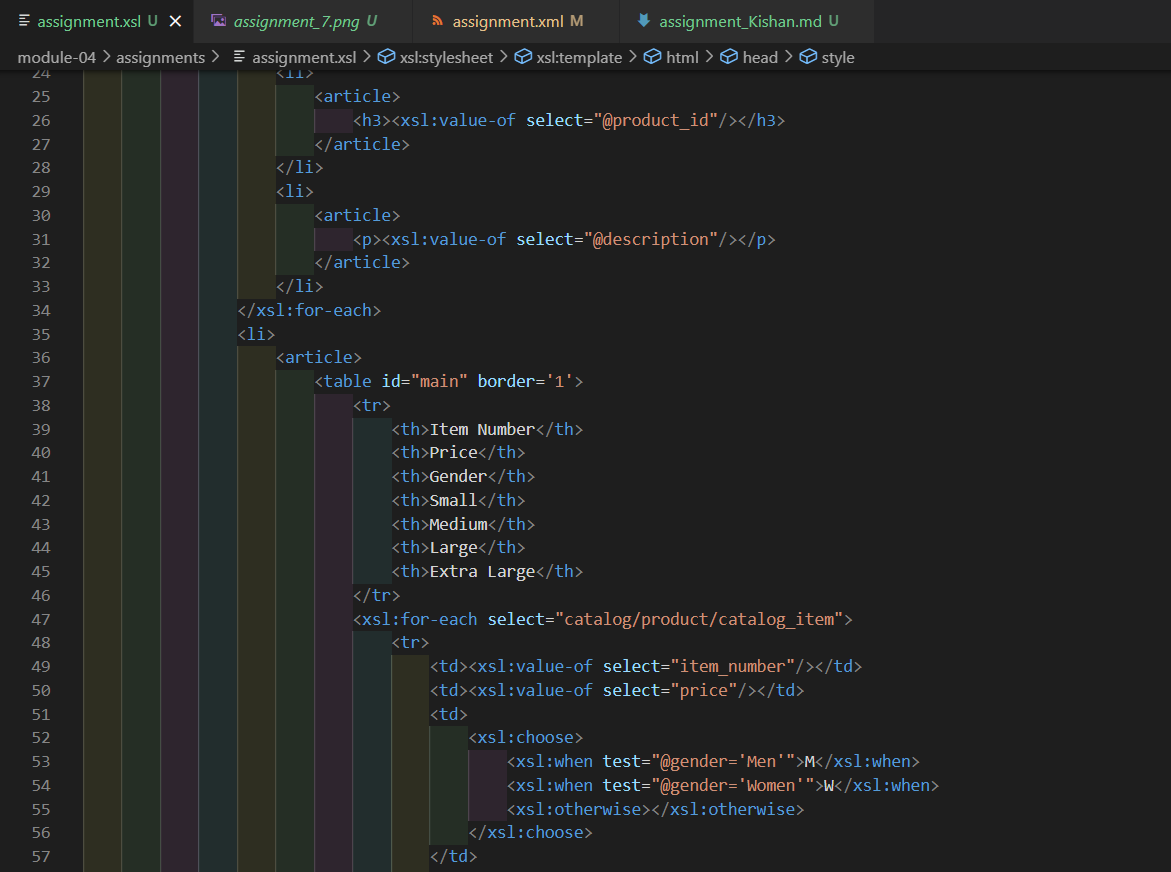 assignment.xsl U × assignment_7.png U assignment.xml M assignment_Kishan.md U
module-04 > assignments > assignment.xsl > xsl:stylesheet > xsl:template > html > head > style
24 <li>
25 <article>
26 <h3><xsl:value-of select="@product_id"/></h3>
27 </article>
28 </li>
29 <li>
30 <article>
31 <p><xsl:value-of select="@description"/></p>
32 </article>
33 </li>
34 </xsl:for-each>
35 <li>
36 <article>
37 <table id="main" border='1'>
38 <tr>
39 <th>Item Number</th>
40 <th>Price</th>
41 <th>Gender</th>
42 <th>Small</th>
43 <th>Medium</th>
44 <th>Large</th>
45 <th>Extra Large</th>
46 </tr>
47 <xsl:for-each select="catalog/product/catalog_item">
48 <tr>
49 <td><xsl:value-of select="item_number"/></td>
50 <td><xsl:value-of select="price"/></td>
51 <td>
52 <xsl:choose>
53 <xsl:when test="@gender='Men'">M</xsl:when>
54 <xsl:when test="@gender='Women'">W</xsl:when>
55 <xsl:otherwise></xsl:otherwise>
56 </xsl:choose>
57 </td>